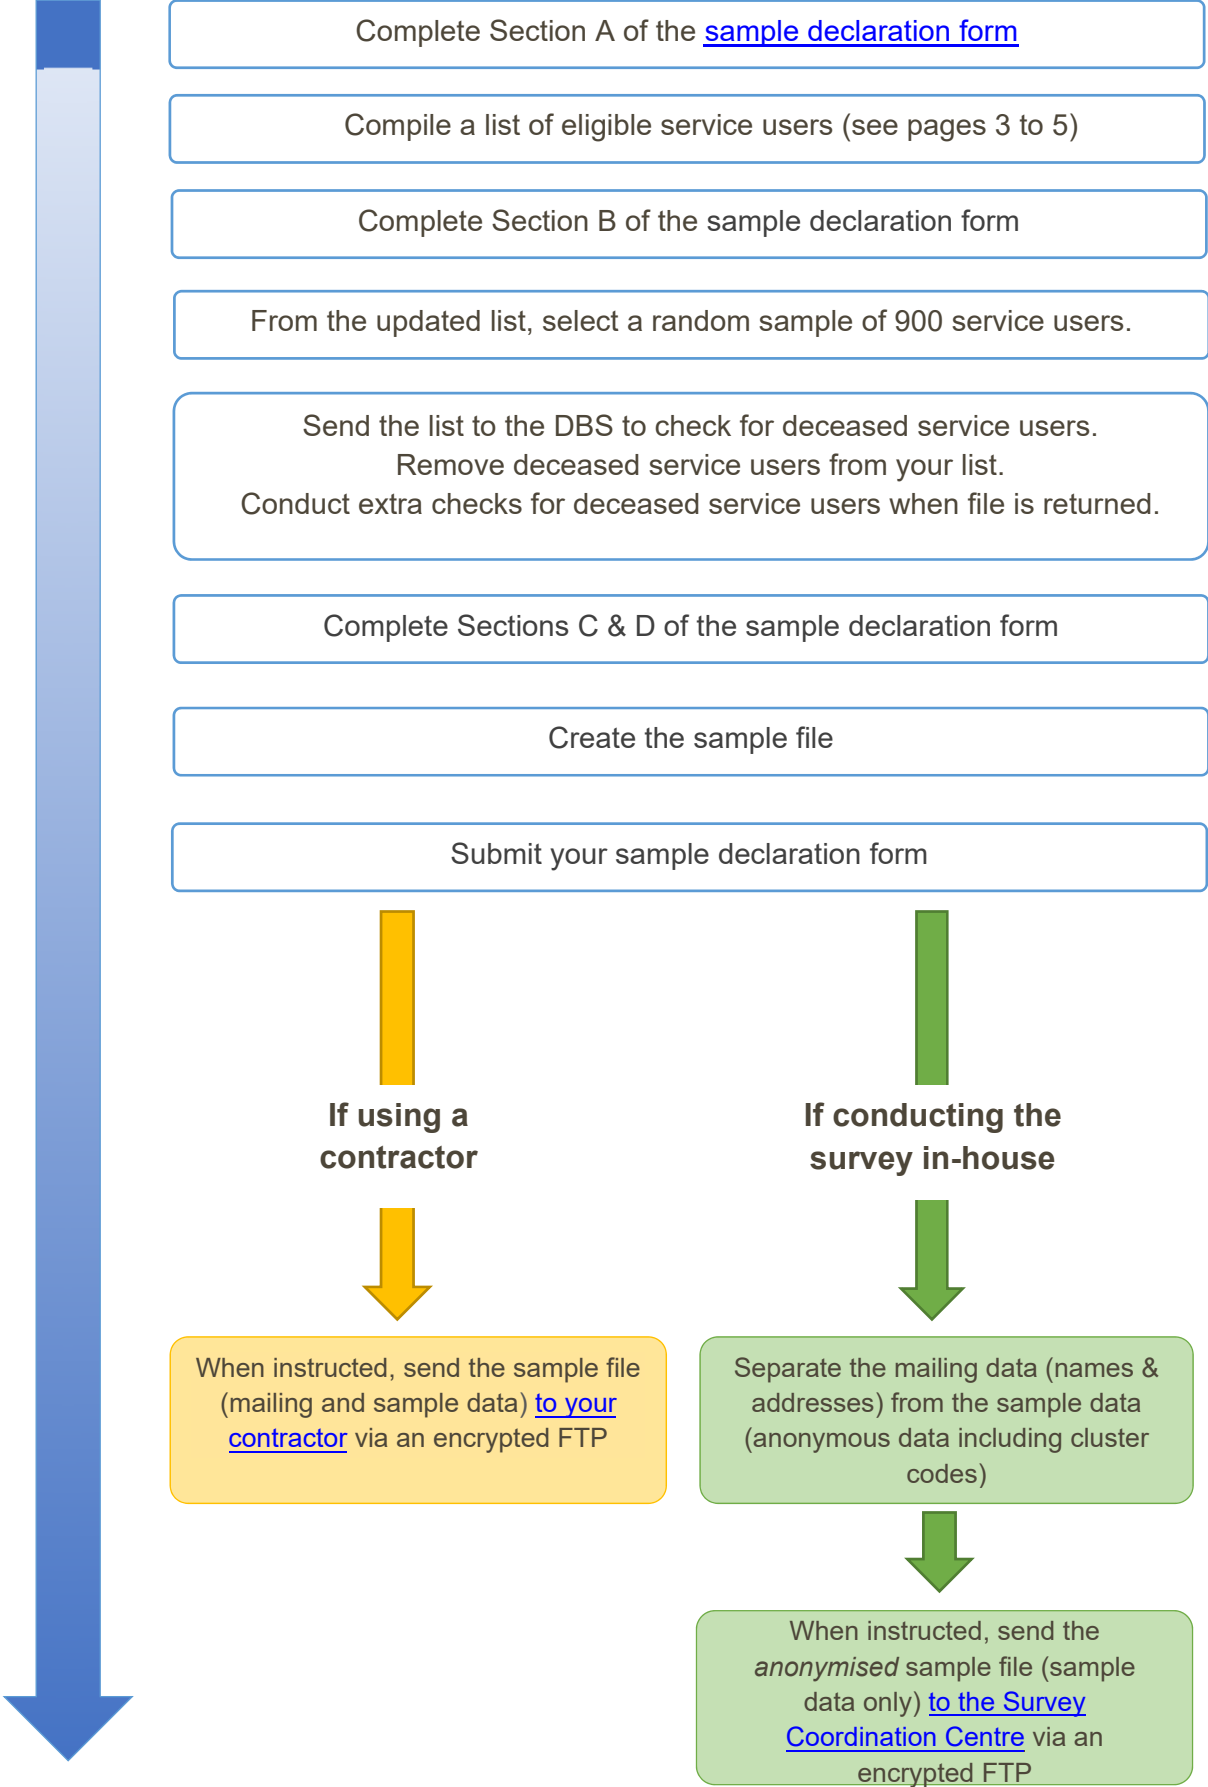 Complete Section A of the sample declaration form
Compile a list of eligible service users (see pages 3 to 5)
Complete Section B of the sample declaration form
From the updated list, select a random sample of 900 service users.
Send the list to the DBS to check for deceased service users.
Remove deceased service users from your list.
Conduct extra checks for deceased service users when file is returned.
Complete Sections C & D of the sample declaration form
Create the sample file
Submit your sample declaration form
If using a
contractor
If conducting the
survey in-house
When instructed, send the sample file
(mailing and sample data) to your
contractor via an encrypted FTP
Separate the mailing data (names &
addresses) from the sample data
(anonymous data including cluster
codes)
When instructed, send the
anonymised sample file (sample
data only) to the Survey
Coordination Centre via an
encrypted FTP